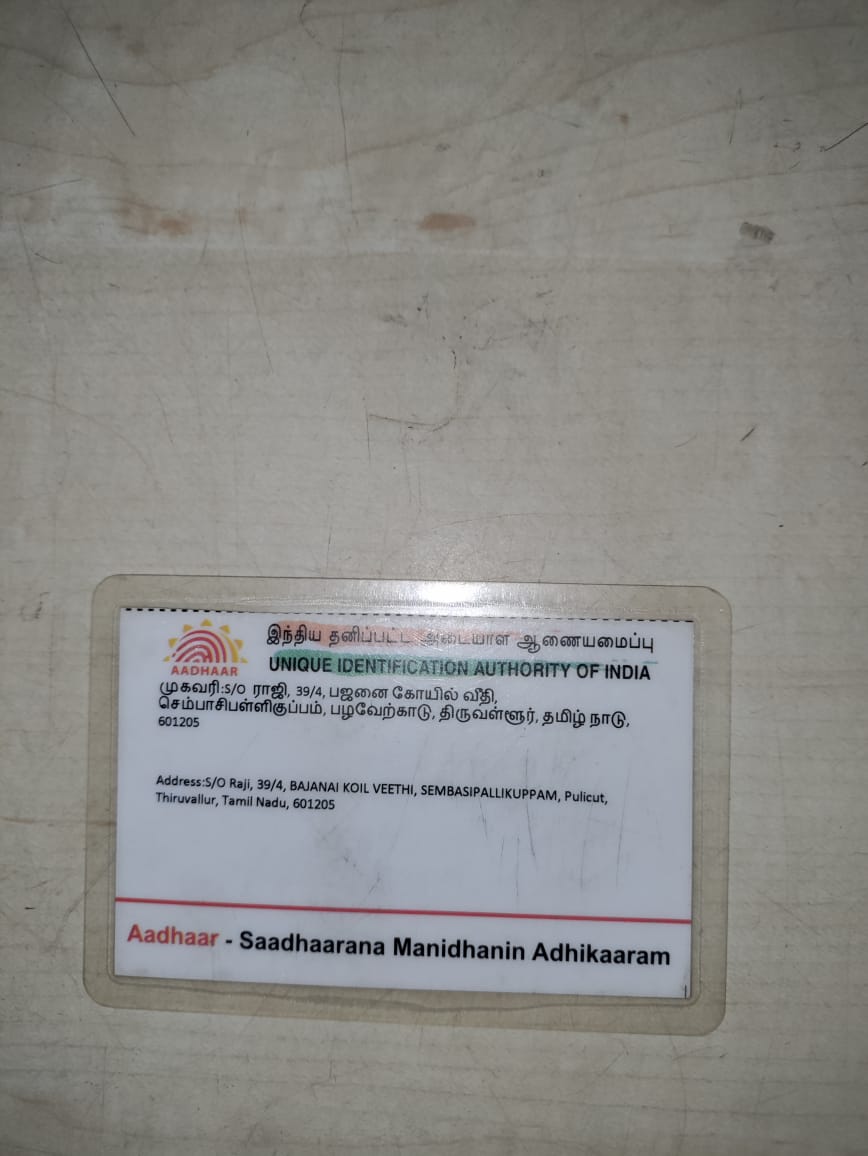 இந்திய தனிப்பட்ட அடையாள ஆணையமைப்பு
AADHAAR
UNIQUE IDENTIFICATION AUTHORITY OF INDIA
முகவரி:S/O ராஜி, 39/4, பஜனை கோயில் வீதி,
செம்பாசிபள்ளிகுப்பம், பழவேற்காடு, திருவள்ளூர், தமிழ் நாடு,
601205
Address:S/O Raji, 39/4, BAJANAI KOIL VEETHI, SEMBASIPALLIKUPPAM, Pulicut,
Thiruvallur, Tamil Nadu, 601205
Aadhaar - Saadhaarana Manidhanin Adhikaaram